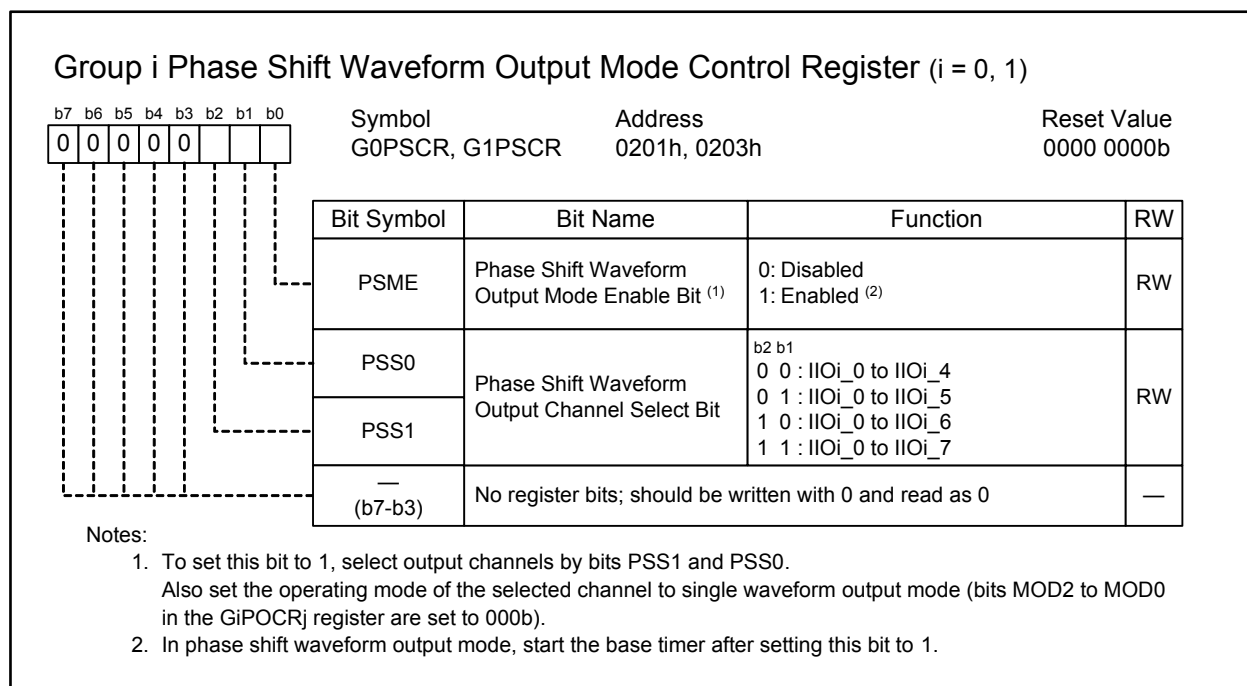 Group i Phase Shift Waveform Output Mode Control Register (i = 0, 1)
b7 b6 b5 b4 b3 b2 b1 b0
0 0 0 0 0
Symbol Address Reset Value
G0PSCR, G1PSCR 0201h, 0203h 0000 0000b
Bit Symbol Bit Name Function RW
PSME
Phase Shift Waveform
Output Mode Enable Bit (1)
0: Disabled
1: Enabled (2)
RW
PSS0
PSS1
Phase Shift Waveform
Output Channel Select Bit
b2 b1
0 0 : IIOi_0 to IIOi_4
0 1 : IIOi_0 to IIOi_5
1 0 : IIOi_0 to IIOi_6
1 1 : IIOi_0 to IIOi_7
RW
—
(b7-b3)
No register bits; should be written with 0 and read as 0
—
Notes:
1. To set this bit to 1, select output channels by bits PSS1 and PSS0.
Also set the operating mode of the selected channel to single waveform output mode (bits MOD2 to MOD0
in the GiPOCRj register are set to 000b).
2. In phase shift waveform output mode, start the base timer after setting this bit to 1.